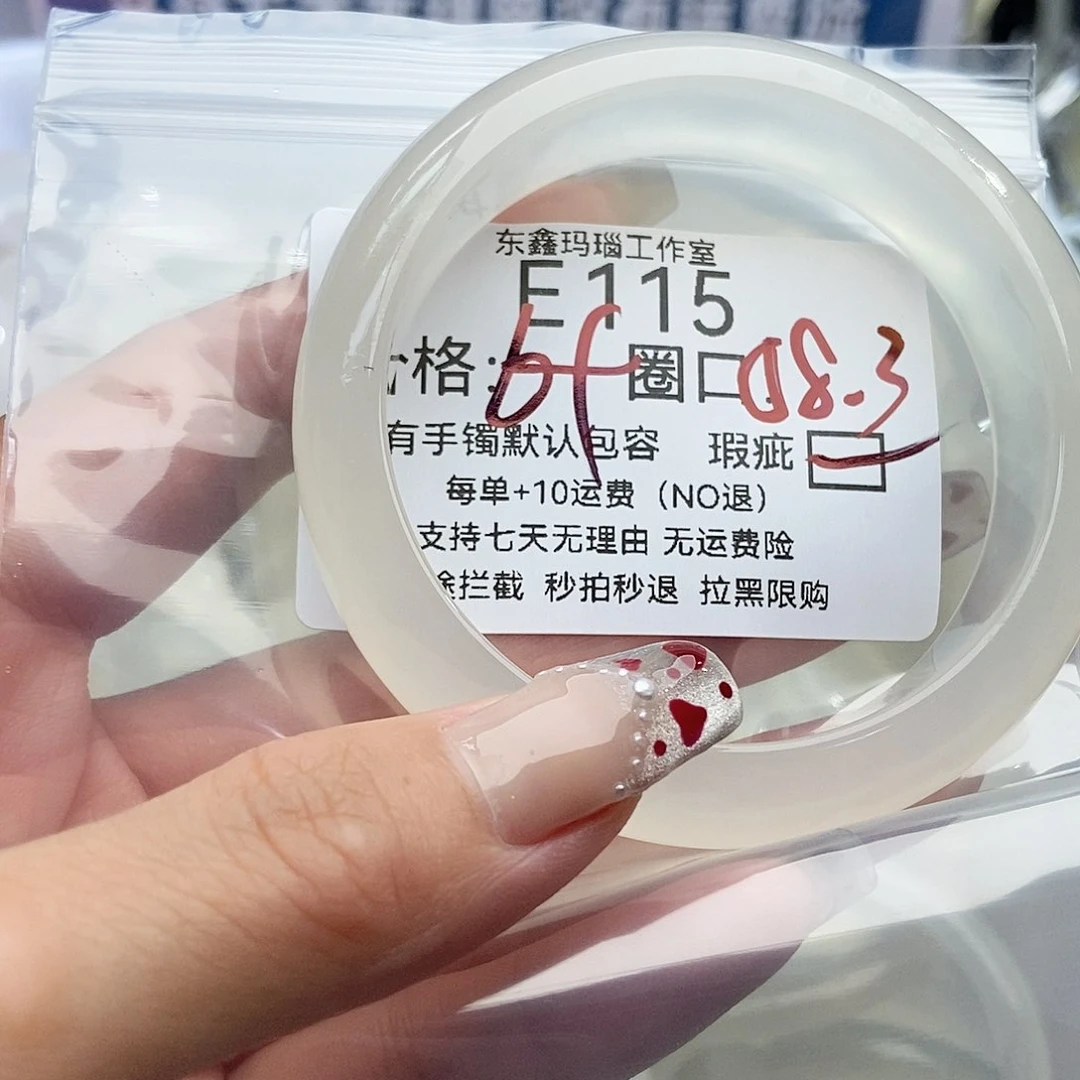 东鑫玛瑙工作室
E115
格: 圈口 .3
有手镯默认包容 瑕疵
每单+10运费（NO退）
支持七天无理由 无运费险
拦截 秒拍秒退 拉黑限购